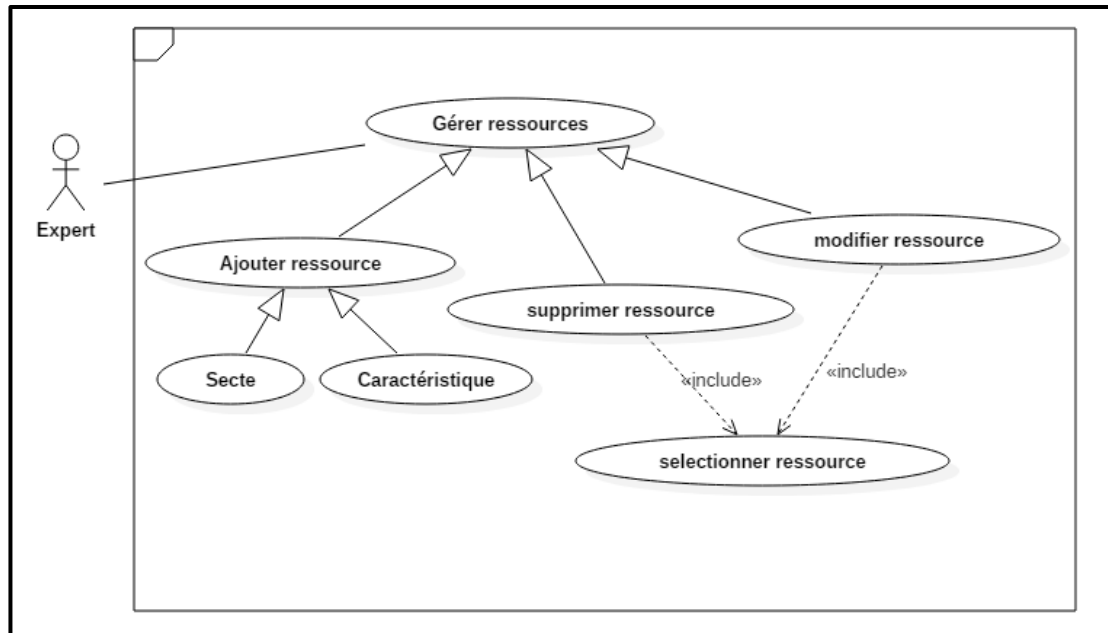 Gérer ressources
Expert
modifier ressource
Ajouter ressource
supprimer ressource
Secte
Caractéristique
«include»
«include»
selectionner ressource